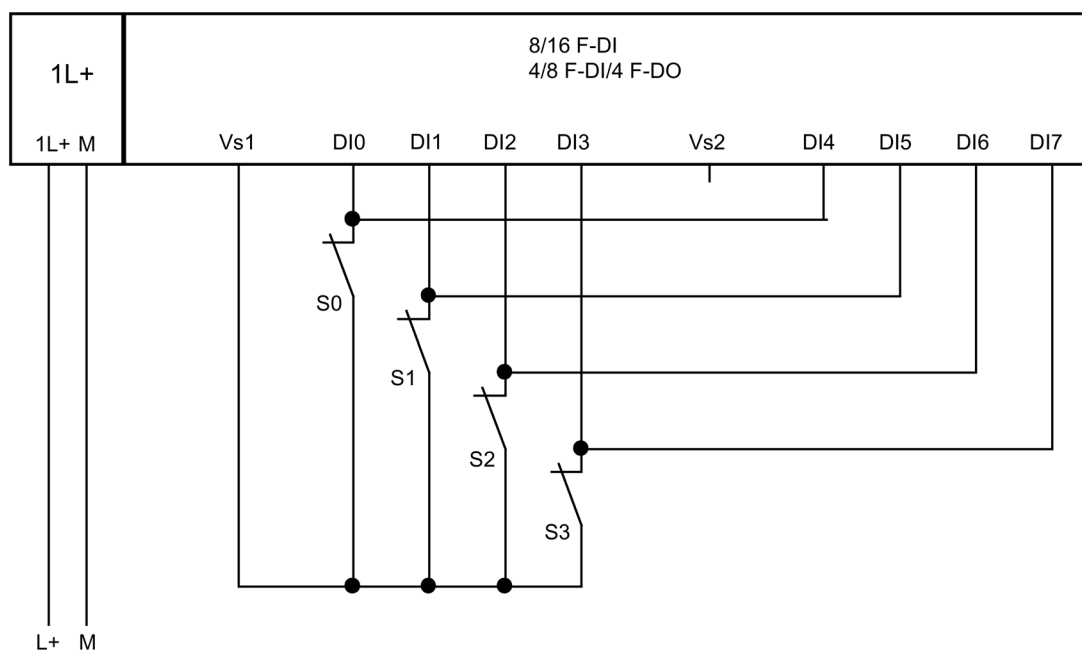 8/16 F-DI
4/8 F-DI/4 F-DO
1L+
1L+ M
Vs1 DI0 DI1 DI2 DI3 Vs2 DI4 DI5 DI6 DI7
S0
S1
S2
S3
L+ M